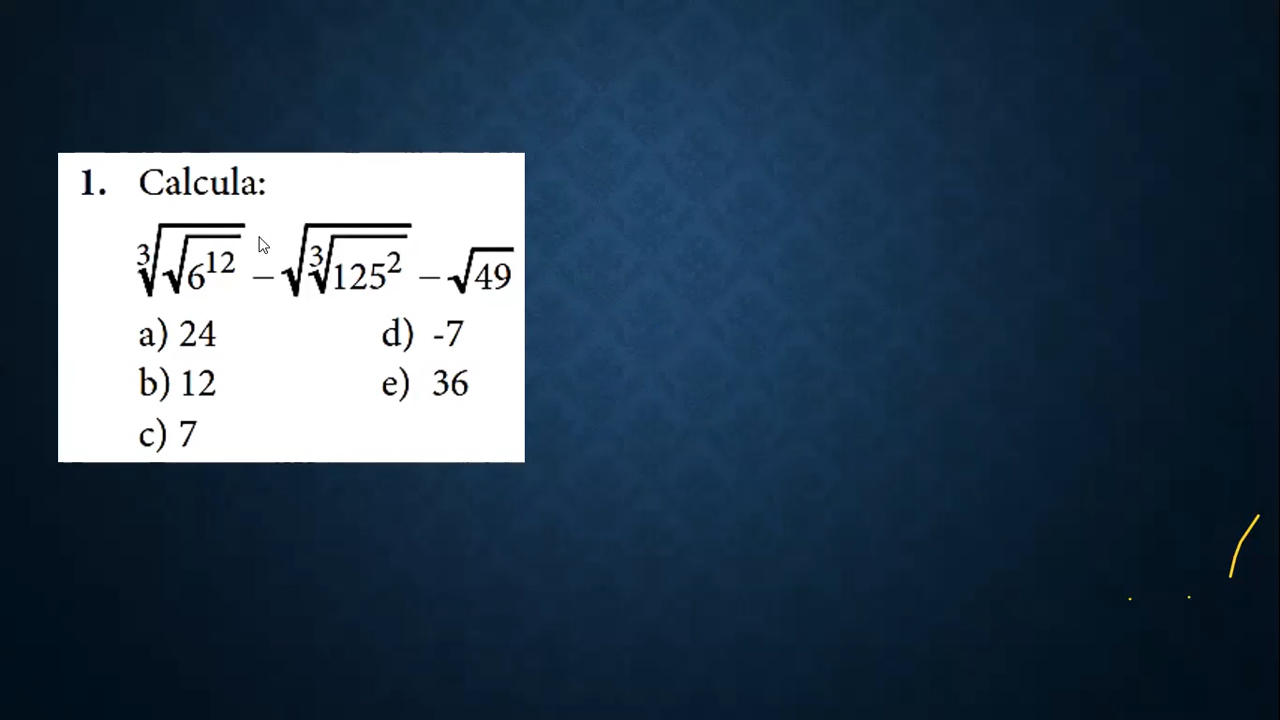 1. Calcula:
∛√6¹² − √∛125² − √49
a) 24 d) -7
b) 12 e) 36
c) 7